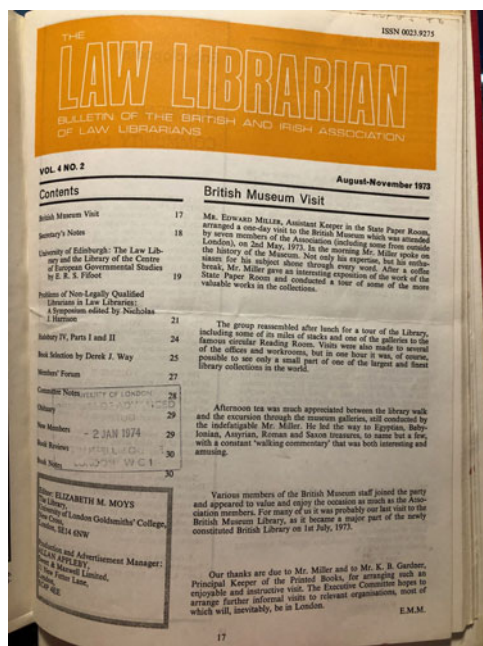 ISSN 0023.9275
THE
LAW LIBRARIAN
BULLETIN OF THE BRITISH AND IRISH ASSOCIATION
OF LAW LIBRARIANS
VOL. 4 NO. 2
August-November 1973
Contents
British Museum Visit 17
Secretary's Notes 18
University of Edinburgh: The Law Lib-
rary and the Library of the Centre
of European Governmental Studies
by E. R. S. Fifoot 19
Problems of Non-Legally Qualified
Librarians in Law Libraries:
A Symposium edited by Nicholas
J. Harrison 21
Halsbury IV, Parts I and II 24
Book Selection by Derek J. Way 25
Members' Forum 27
Committee Notes 28
Obituary 29
New Members 29
Book Reviews 30
Book Notes 30
UNIVERSITY OF LONDON
- 2 JAN 1974
LONDON W C 1
Editor: ELIZABETH M. MOYS
The Library,
University of London Goldsmiths' College,
New Cross,
London, SE14 6NW
Production and Advertisement Manager:
ALLAN APPLEBY,
Sweet & Maxwell Limited,
New Fetter Lane,
London,
EC4P 4EE
British Museum Visit
MR. EDWARD MILLER, Assistant Keeper in the State Paper Room,
arranged a one-day visit to the British Museum which was attended
by seven members of the Association (including some from outside
London), on 2nd May, 1973. In the morning Mr. Miller spoke on
the history of the Museum. Not only his expertise, but his enthu-
siasm for his subject shone through every word. After a coffee
break, Mr. Miller gave an interesting exposition of the work of the
State Paper Room and conducted a tour of some of the more
valuable works in the collections.
The group reassembled after lunch for a tour of the Library,
including some of its miles of stacks and one of the galleries to the
famous circular Reading Room. Visits were also made to several
of the offices and workrooms, but in one hour it was, of course,
possible to see only a small part of one of the largest and finest
library collections in the world.
Afternoon tea was much appreciated between the library walk
and the excursion through the museum galleries, still conducted by
the indefatigable Mr. Miller. He led the way to Egyptian, Baby-
lonian, Assyrian, Roman and Saxon treasures, to name but a few,
with a constant 'walking commentary' that was both interesting and
amusing.
Various members of the British Museum staff joined the party
and appeared to value and enjoy the occasion as much as the Asso-
ciation members. For many of us it was probably our last visit to the
British Museum Library, as it became a major part of the newly
constituted British Library on 1st July, 1973.
Our thanks are due to Mr. Miller and to Mr. K. B. Gardner,
Principal Keeper of the Printed Books, for arranging such an
enjoyable and instructive visit. The Executive Committee hopes to
arrange further informal visits to relevant organisations, most of
which will, inevitably, be in London.
E.M.M.
17